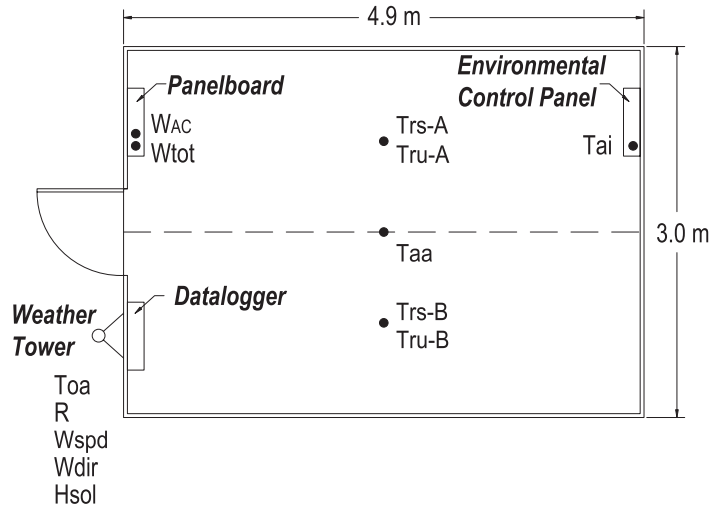 4.9 m
Panelboard
WAC
Wtot
Environmental
Control Panel
Trs-A
Tru-A
Tai
3.0 m
Taa
Datalogger
Trs-B
Tru-B
Weather
Tower
Toa
R
Wspd
Wdir
Hsol